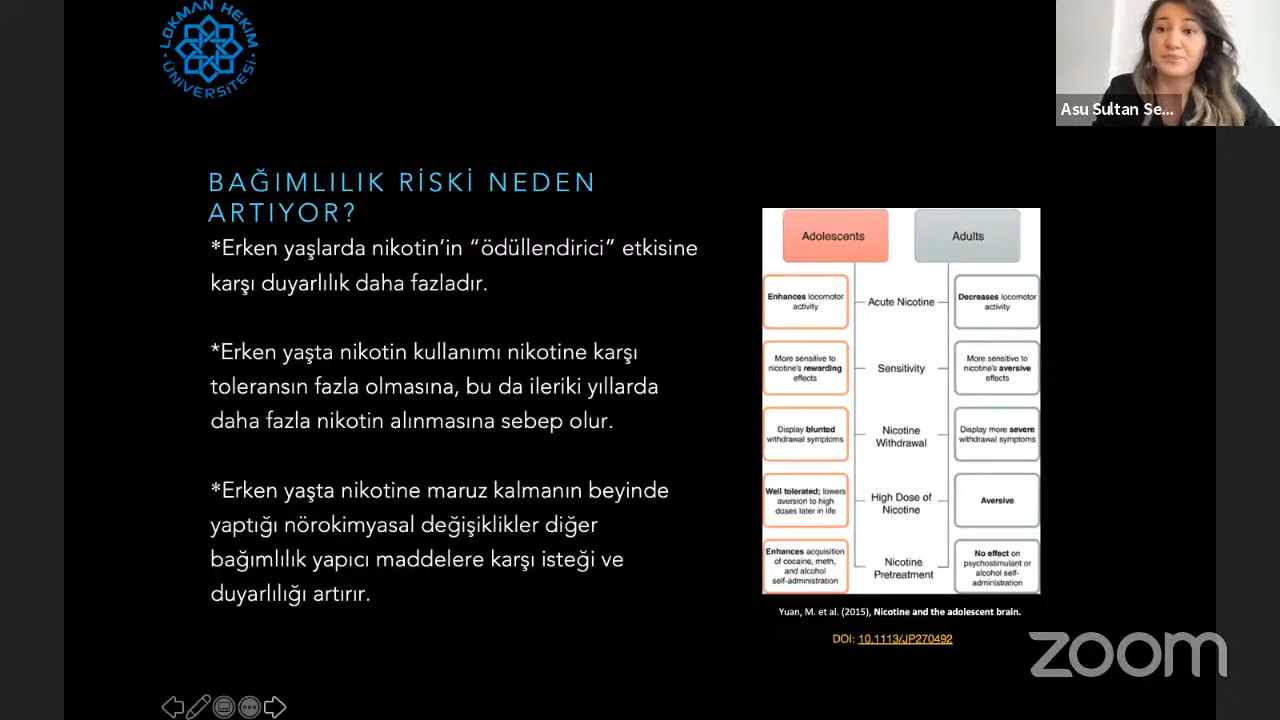 LOKMAN HEKİM
ÜNİVERSİTESİ
Asu Sultan Se...
BAĞIMLILIK RİSKİ NEDEN
ARTIYOR?
*Erken yaşlarda nikotin’in “ödüllendirici” etkisine
karşı duyarlılık daha fazladır.
*Erken yaşta nikotin kullanımı nikotine karşı
toleransın fazla olmasına, bu da ileriki yıllarda
daha fazla nikotin alınmasına sebep olur.
*Erken yaşta nikotine maruz kalmanın beyinde
yaptığı nörokimyasal değişiklikler diğer
bağımlılık yapıcı maddelere karşı isteği ve
duyarlılığı artırır.
Adolescents
Adults
Enhances locomotor
activity
Acute Nicotine
Decreases locomotor
activity
More sensitive to
nicotine's rewarding
effects
Sensitivity
More sensitive to
nicotine's aversive
effects
Display blunted
withdrawal symptoms
Nicotine
Withdrawal
Display more severe
withdrawal symptoms
Well tolerated; lowers
aversion to high
doses later in life
High Dose of
Nicotine
Aversive
Enhances acquisition
of cocaine, meth,
and alcohol
self-administration
Nicotine
Pretreatment
No effect on
psychostimulant or
alcohol self-
administration
Yuan, M. et al. (2015), Nicotine and the adolescent brain.
DOI: 10.1113/JP270492
zoom